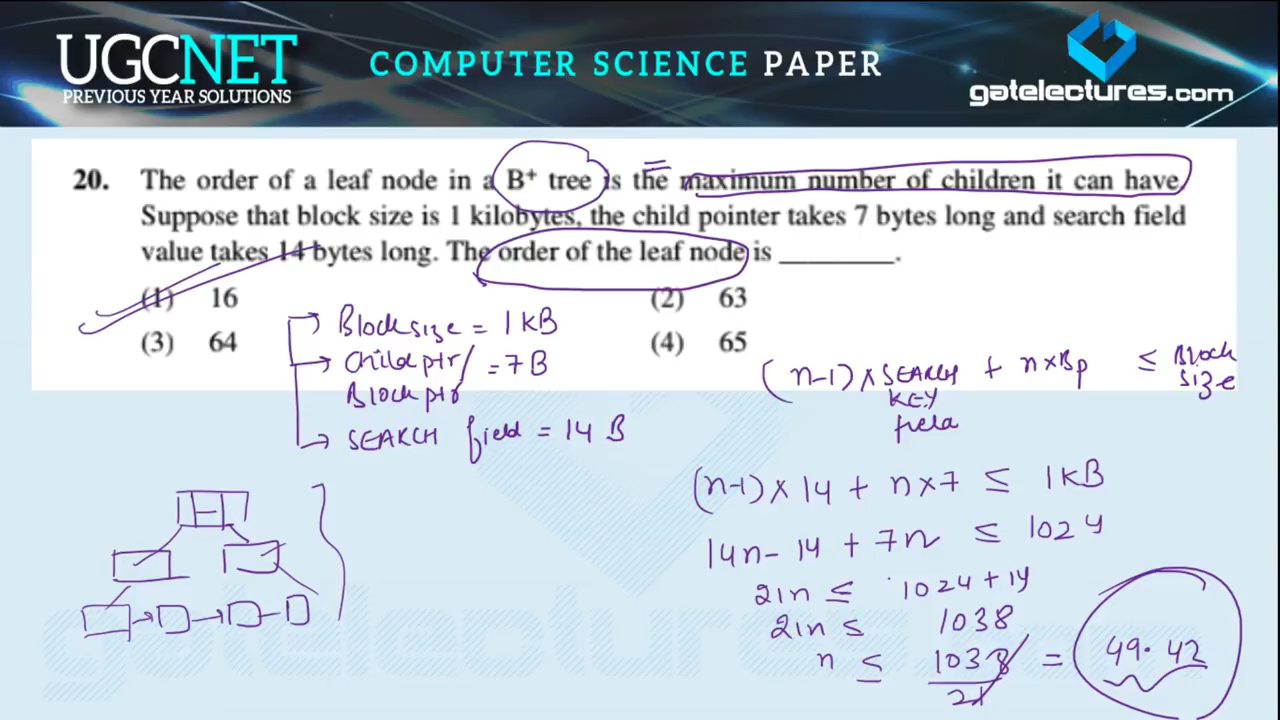 UGCNET
PREVIOUS YEAR SOLUTIONS
COMPUTER SCIENCE PAPER
gatelectures.com
20. The order of a leaf node in a B+ tree is the maximum number of children it can have
Suppose that block size is 1 kilobytes, the child pointer takes 7 bytes long and search field
value takes 14 bytes long. The order of the leaf node is ________.
(1) 16 (2) 63
(3) 64 (4) 65
Block size = 1KB
Child ptr/ = 7B
Block ptr
SEARCH field = 14 B
(n-1) x SEARCH + n x Bp ≤ Block
KEY size
field
(n-1) x 14 + n x 7 ≤ 1KB
14n - 14 + 7n ≤ 1024
21n ≤ 1024 + 14
21n ≤ 1038
n ≤ 1038 = 49.42
21
gatelectures.com